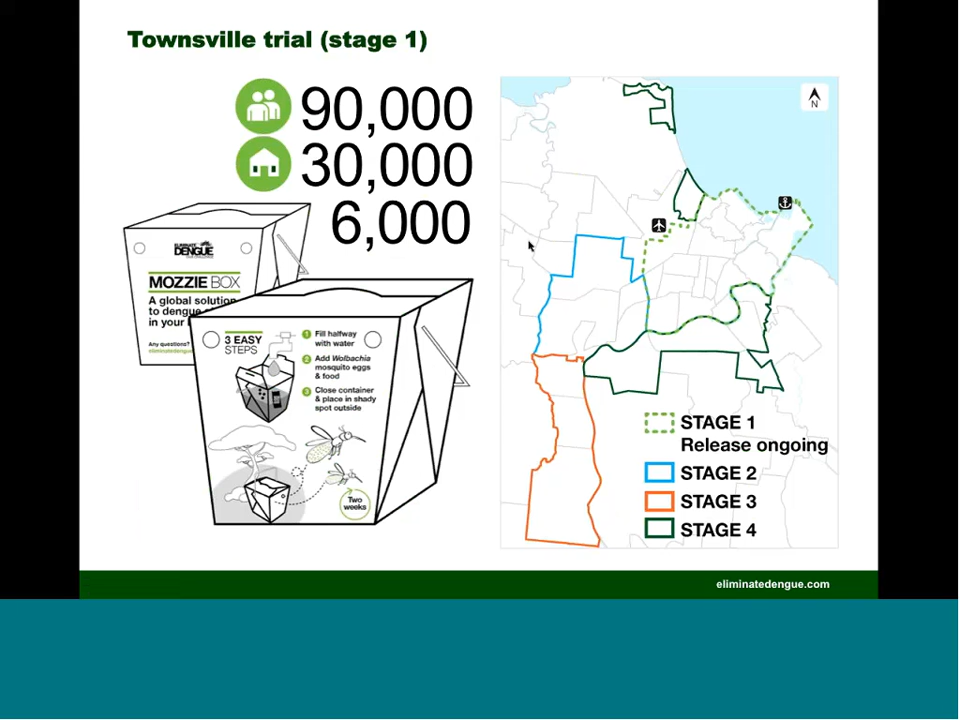 Townsville trial (stage 1)
90,000
30,000
6,000
ELIMINATE
DENGUE
MOZZIE BOX
A global solution
to dengue
in your
Any questions?
eliminatedengue
3 EASY
STEPS
1 Fill halfway
with water
2 Add Wolbachia
mosquito eggs
& food
3 Close container
& place in shady
spot outside
Two
weeks
N
STAGE 1
Release ongoing
STAGE 2
STAGE 3
STAGE 4
eliminatedengue.com